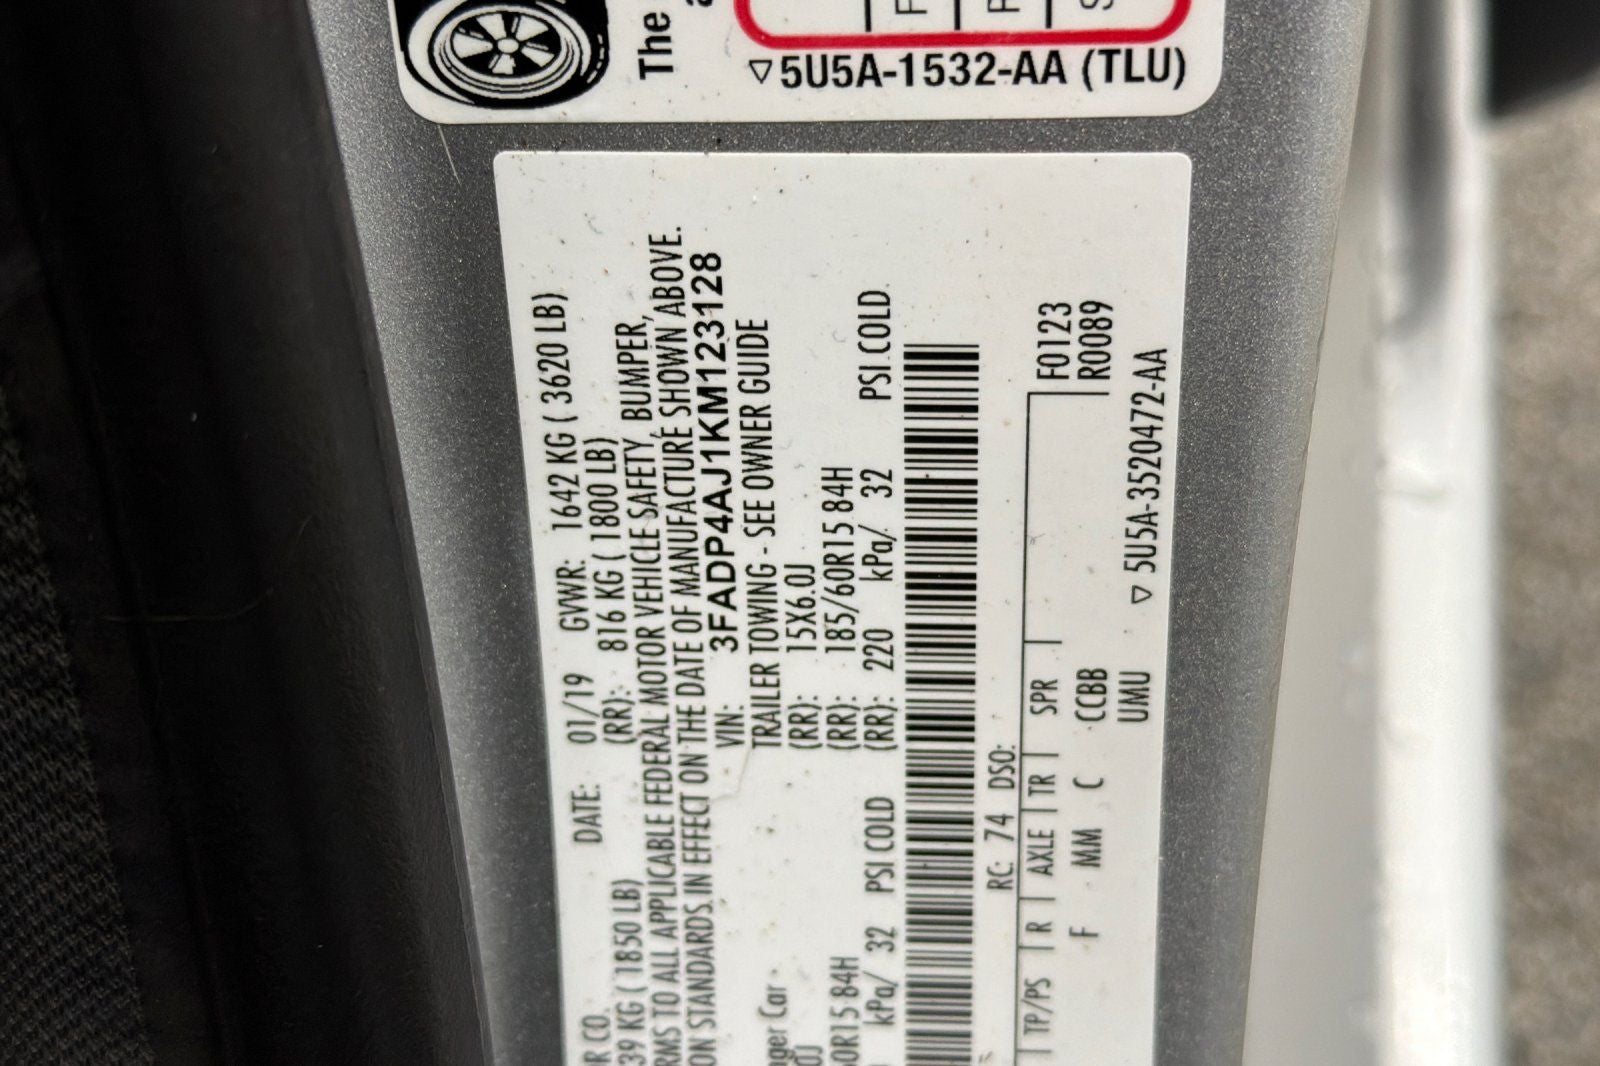 The
5U5A-1532-AA (TLU)
R CO. DATE: 01/19 GVWR: 1642 KG ( 3620 LB)
39 KG ( 1850 LB) (RR): 816 KG ( 1800 LB)
RMS TO ALL APPLICABLE FEDERAL MOTOR VEHICLE SAFETY, BUMPER,
ON STANDARDS IN EFFECT ON THE DATE OF MANUFACTURE SHOWN ABOVE.
VIN: 3FADP4AJ1KM123128
nger Car TRAILER TOWING - SEE OWNER GUIDE
0J (RR): 15X6.0J
60R15 84H (RR): 185/60R15 84H
kPa/ 32 PSI COLD (RR): 220 kPa/ 32 PSI COLD
RC: 74 DSO:
TP/PS R AXLE TR SPR F0123
F MM C CCBB R0089
UMU 5U5A-3520472-AA